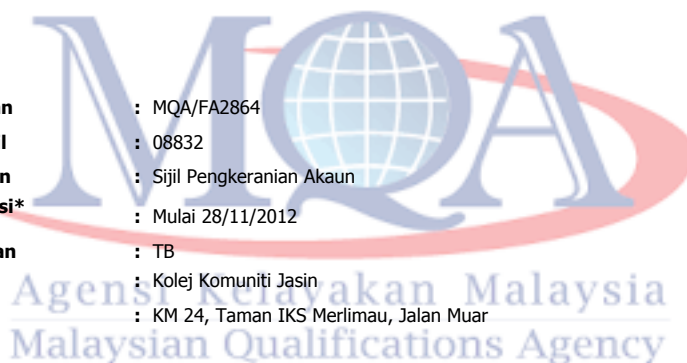 MQA
an : MQA/FA2864
l : 08832
n : Sijil Pengkeranian Akaun
si* : Mulai 28/11/2012
an : TB
: Kolej Komuniti Jasin
: KM 24, Taman IKS Merlimau, Jalan Muar
Agensi Kelayakan Malaysia
Malaysian Qualifications Agency